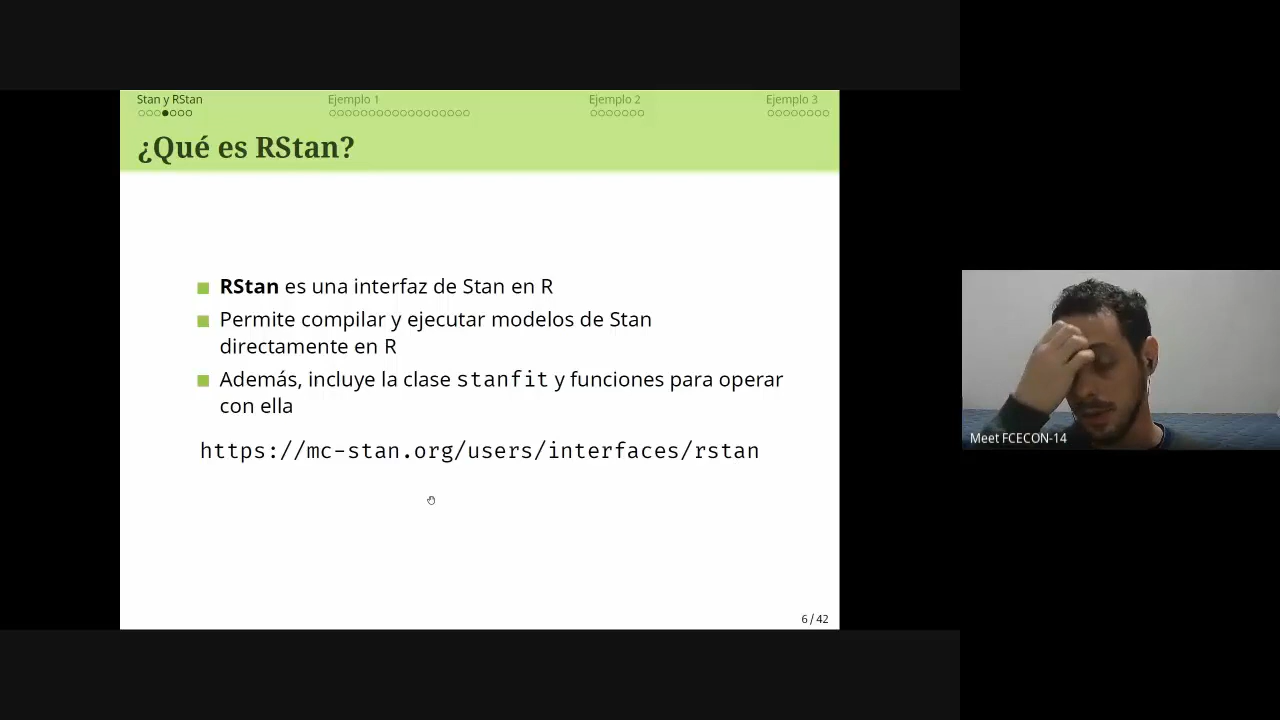 Stan y RStan
Ejemplo 1
Ejemplo 2
Ejemplo 3
¿Qué es RStan?
RStan es una interfaz de Stan en R
Permite compilar y ejecutar modelos de Stan
directamente en R
Además, incluye la clase stanfit y funciones para operar
con ella
https://mc-stan.org/users/interfaces/rstan
6 / 42
Meet FCECON-14